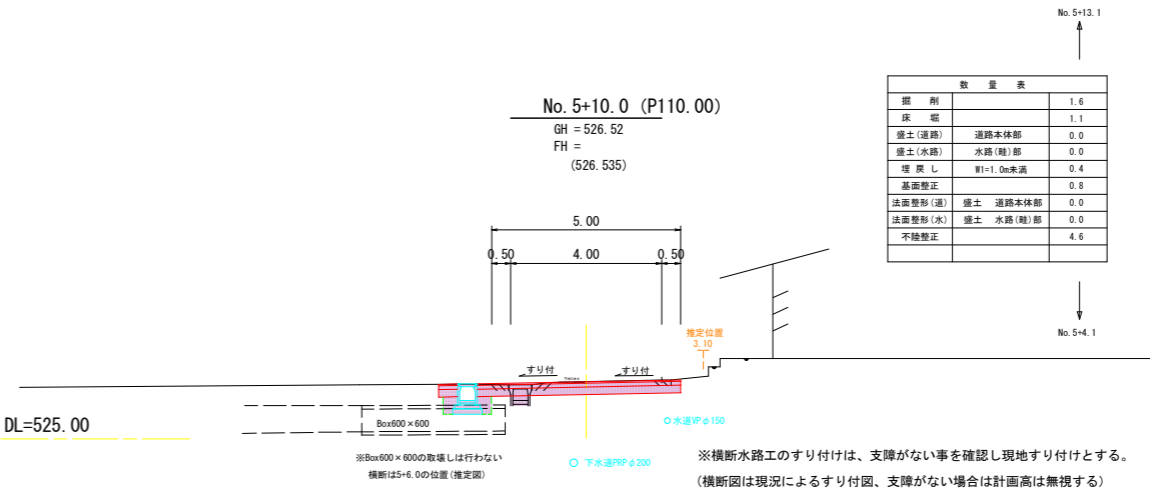 No.5+13.1
数 量 表
掘 削 1.6
床 堀 1.1
盛土(道路) 道路本体部 0.0
盛土(水路) 水路(畦)部 0.0
埋 戻 し W1=1.0m未満 0.4
基面整正 0.8
法面整形(道) 盛土 道路本体部 0.0
法面整形(水) 盛土 水路(畦)部 0.0
不陸整正 4.6
No.5+4.1
No.5+10.0 (P110.00)
GH =526.52
FH =
(526.535)
5.00
0.50 4.00 0.50
推定位置
3.10
すり付 すり付
DL=525.00
Box600×600
水道VPφ150
下水道PRPφ200
※Box600×600の取壊しは行わない
横断は5+6.0の位置(推定図)
※横断水路工のすり付けは、支障がない事を確認し現地すり付けとする。
(横断図は現況によるすり付図、支障がない場合は計画高は無視する)